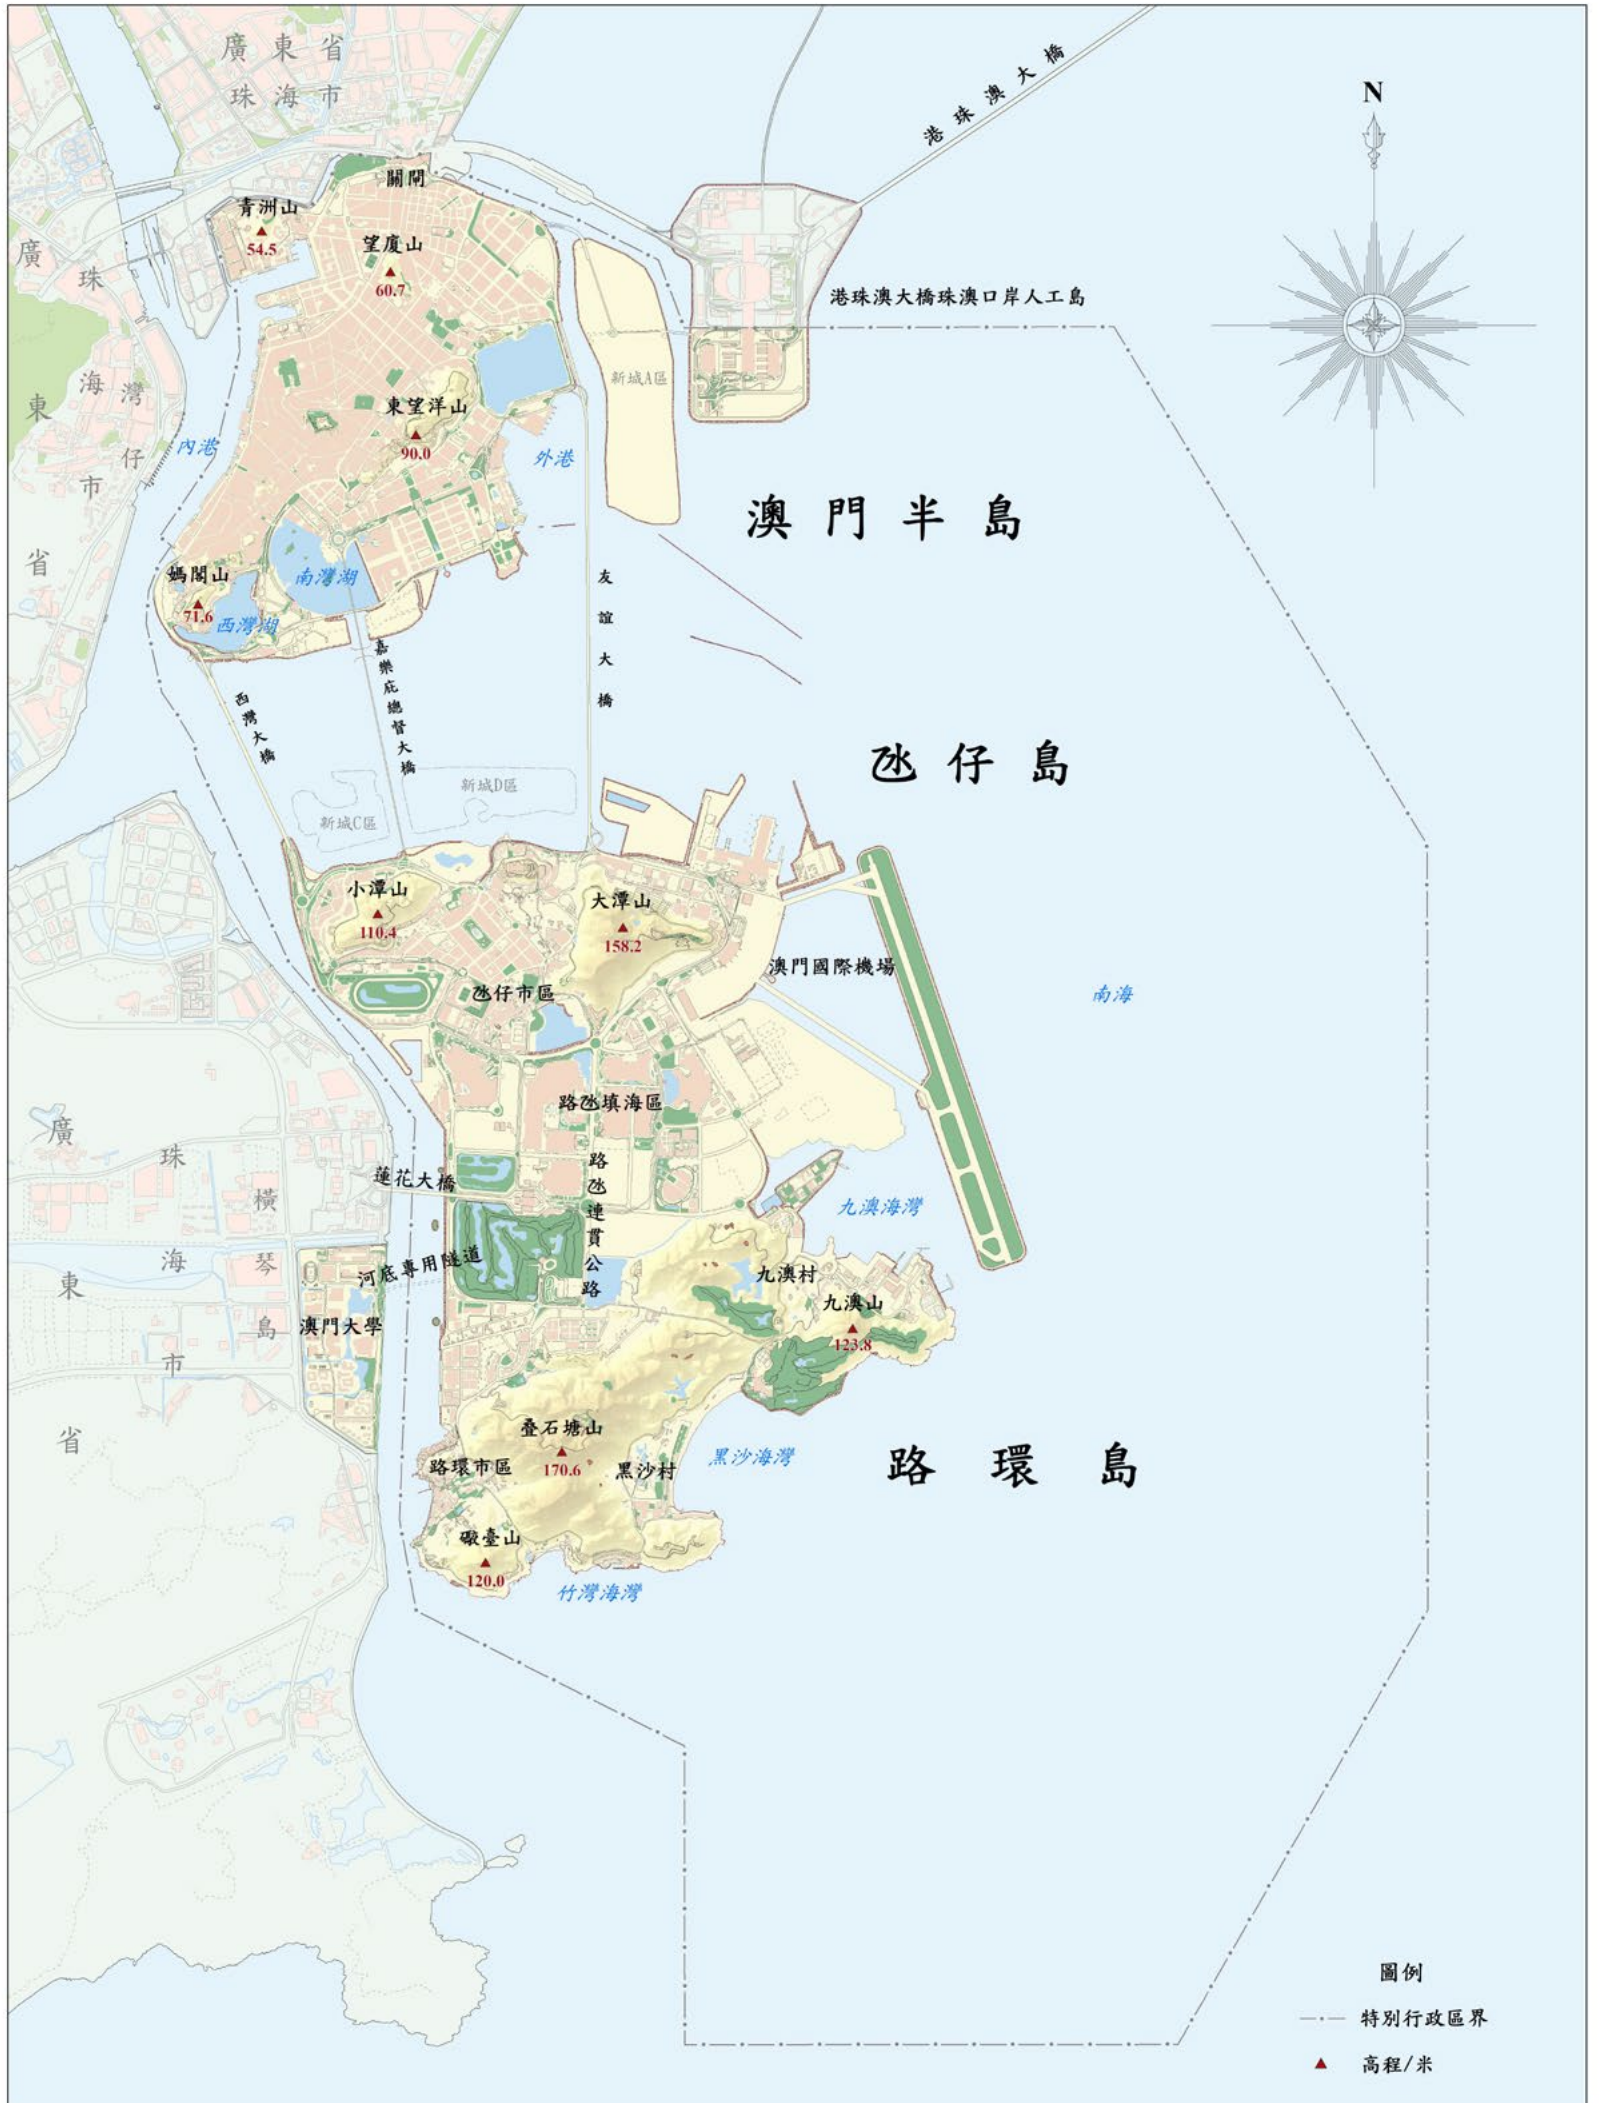 廣東省
珠海市
港珠澳大橋
N
關閘
青洲山
54.5
望廈山
60.7
廣東省
珠海市
灣仔
港珠澳大橋珠澳口岸人工島
新城A區
東望洋山
90.0
內港
外港
澳門半島
媽閣山
71.6
南灣湖
西灣湖
友誼大橋
嘉樂庇總督大橋
西灣大橋
氹仔島
新城D區
新城C區
小潭山
110.4
大潭山
158.2
澳門國際機場
南海
氹仔市區
路氹填海區
廣東省
珠海市
橫琴島
蓮花大橋
路氹連貫公路
九澳海灣
河底專用隧道
九澳村
九澳山
123.8
澳門大學
叠石塘山
170.6
路環市區
黑沙村
黑沙海灣
路環島
礮臺山
120.0
竹灣海灣
圖例
特別行政區界
高程/米